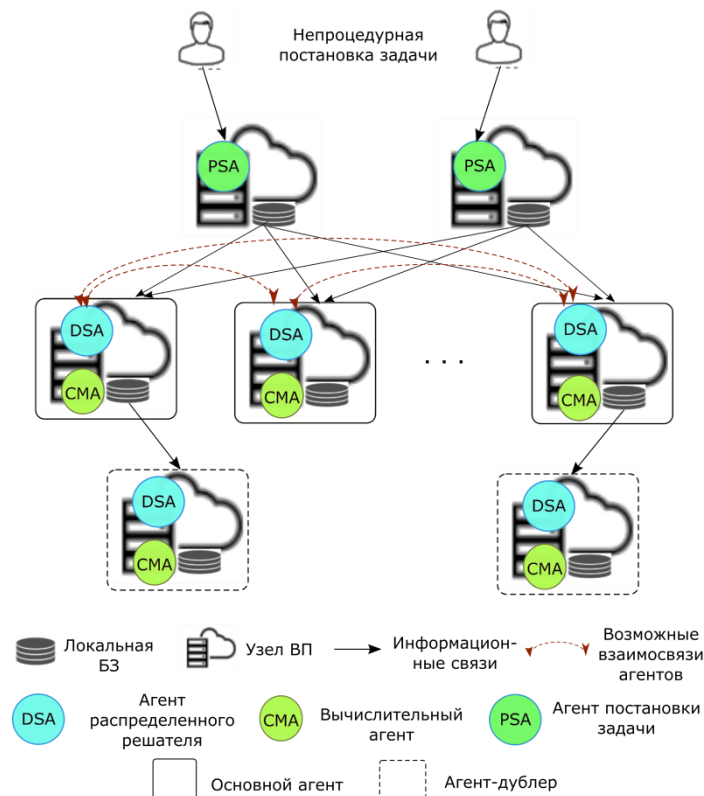 Непроцедурная
постановка задачи
PSA
PSA
DSA
DSA
DSA
CMA
CMA
CMA
. . .
DSA
DSA
CMA
CMA
Локальная
БЗ
Узел ВП
Информацион-
ные связи
Возможные
взаимосвязи
агентов
DSA
Агент
распределенного
решателя
CMA
Вычислительный
агент
PSA
Агент постановки
задачи
Основной агент
Агент-дублер